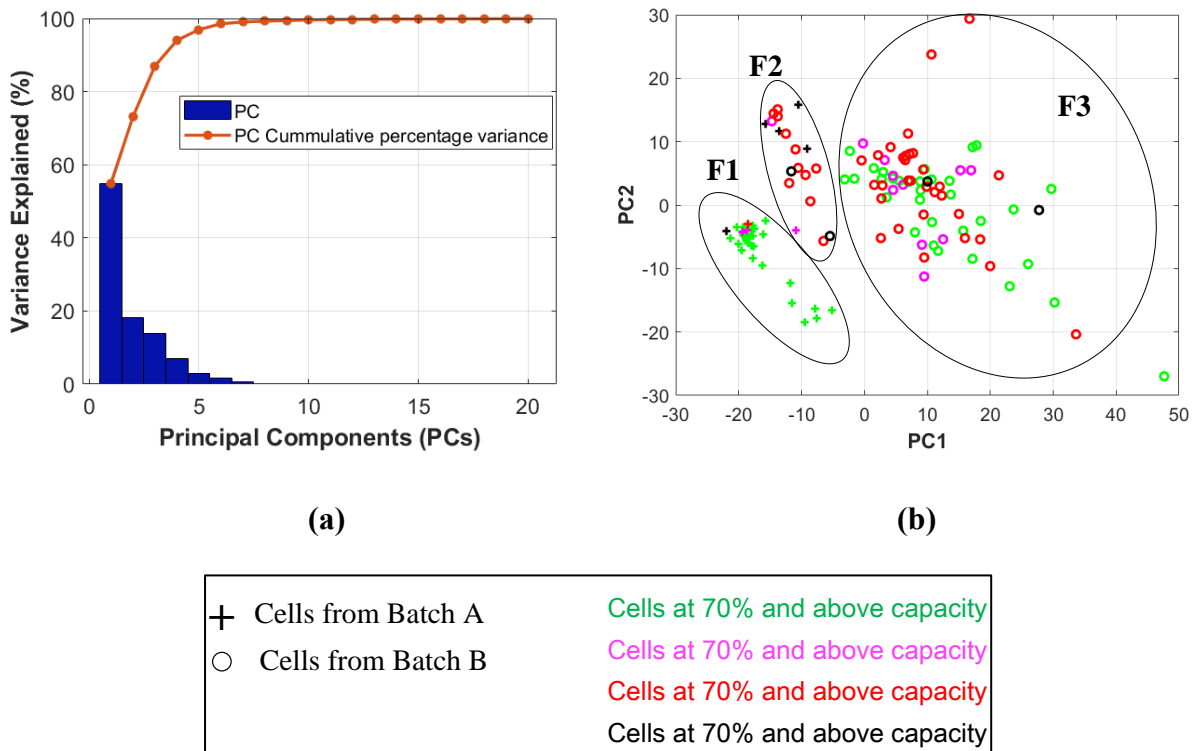 100
80
60
40
20
0
Variance Explained (%)
PC
PC Cummulative percentage variance
0 5 10 15 20
Principal Components (PCs)
(a)
30
20
10
0
-10
-20
-30
PC2
F1
F2
F3
-30 -20 -10 0 10 20 30 40 50
PC1
(b)
Cells from Batch A
Cells from Batch B
Cells at 70% and above capacity
Cells at 70% and above capacity
Cells at 70% and above capacity
Cells at 70% and above capacity